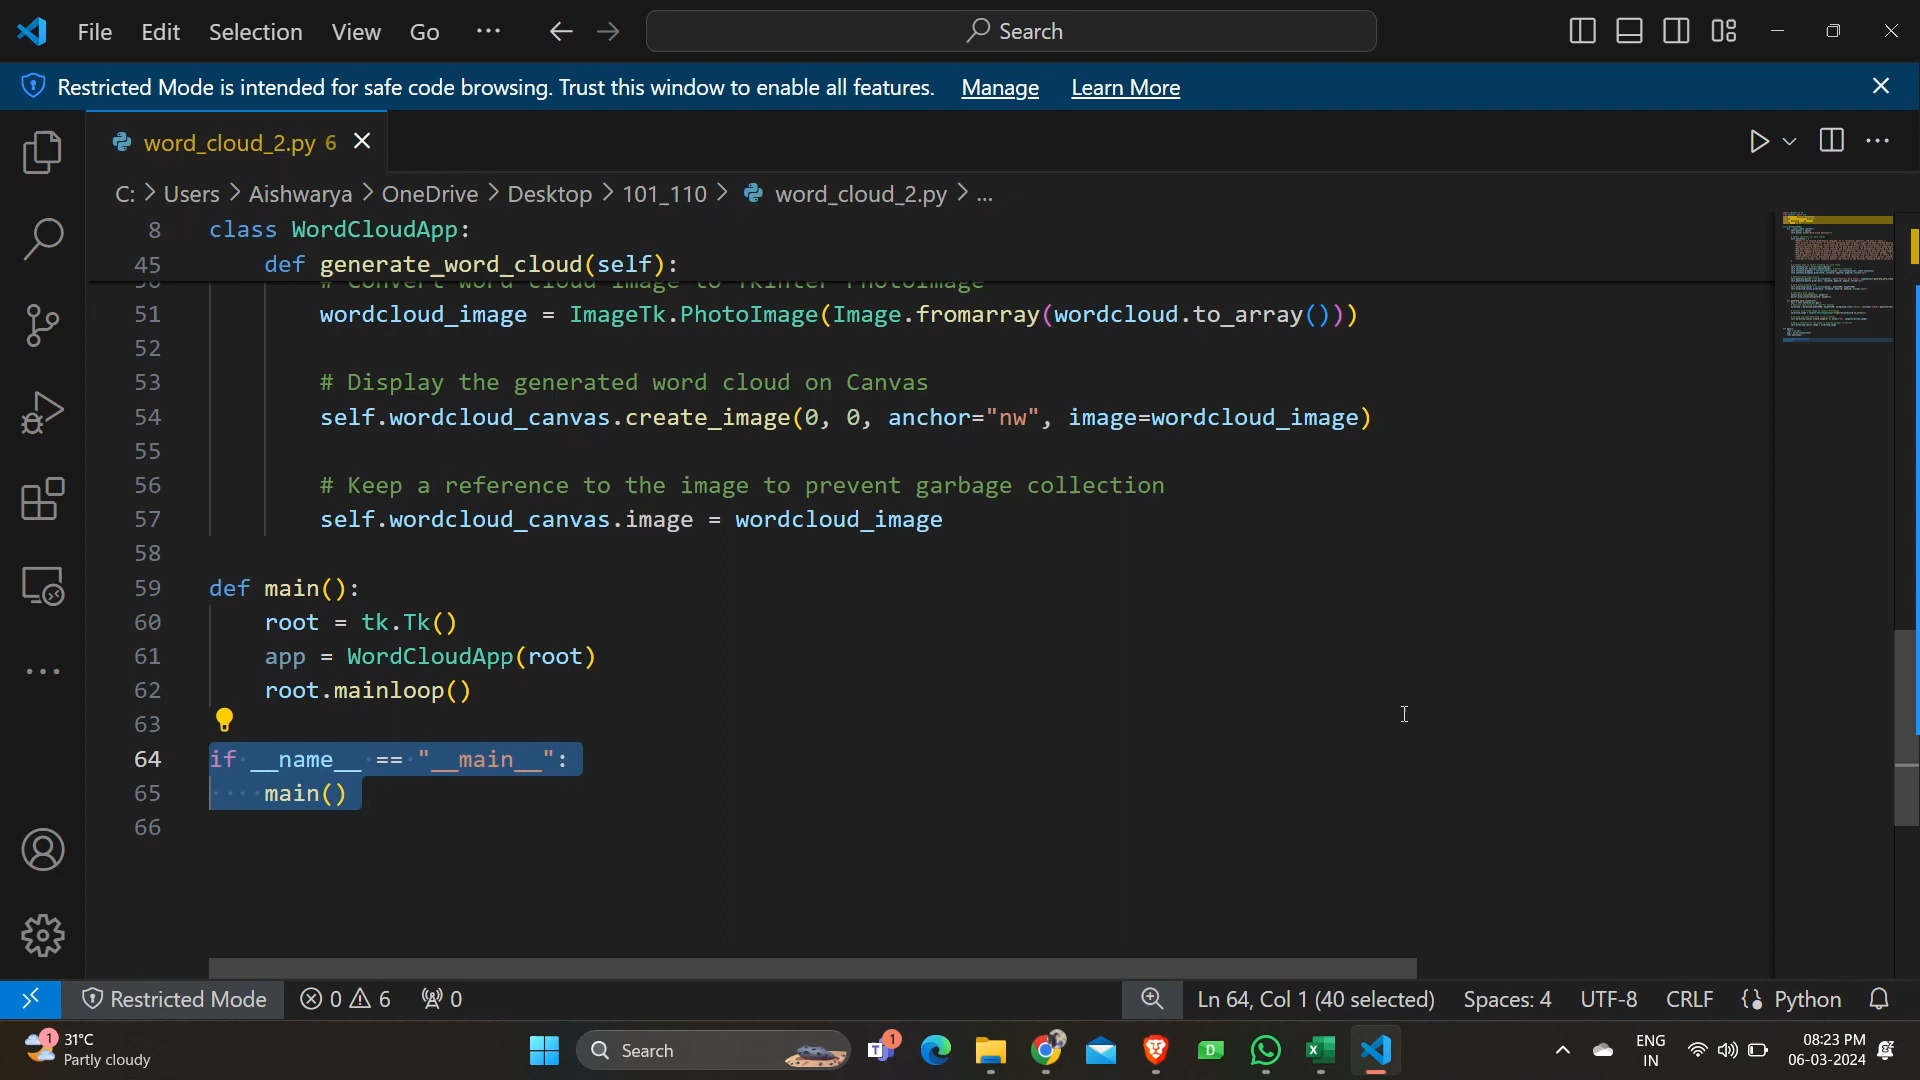 File Edit Selection View Go ··· Search
Restricted Mode is intended for safe code browsing. Trust this window to enable all features. Manage Learn More
word_cloud_2.py 6
C: > Users > Aishwarya > OneDrive > Desktop > 101_110 > word_cloud_2.py > ...
8 class WordCloudApp:
45 def generate_word_cloud(self):
50 # Convert word cloud image to Tkinter PhotoImage
51 wordcloud_image = ImageTk.PhotoImage(Image.fromarray(wordcloud.to_array()))
52
53 # Display the generated word cloud on Canvas
54 self.wordcloud_canvas.create_image(0, 0, anchor="nw", image=wordcloud_image)
55
56 # Keep a reference to the image to prevent garbage collection
57 self.wordcloud_canvas.image = wordcloud_image
58
59 def main():
60 root = tk.Tk()
61 app = WordCloudApp(root)
62 root.mainloop()
63
64 if __name__ == "__main__":
65 main()
66
Restricted Mode 0 6 0 Ln 64, Col 1 (40 selected) Spaces: 4 UTF-8 CRLF Python
1 31°C
Partly cloudy
Search
1
D
ENG
IN
08:23 PM
06-03-2024